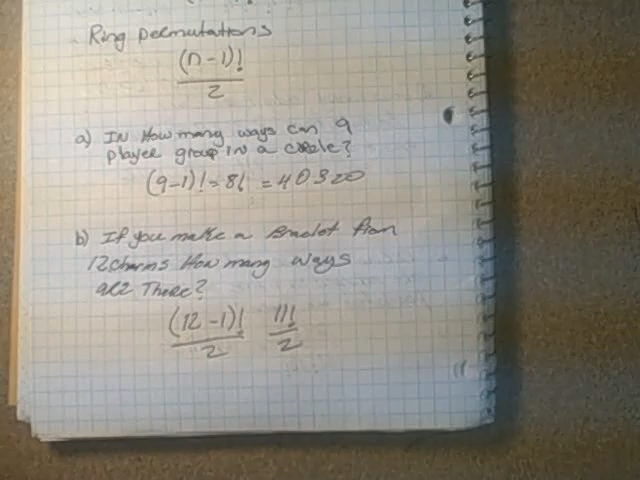 Ring permutations
(n-1)!
2
a) IN How many ways can 9
player group in a circle?
(9-1)! = 8! = 40320
b) If you make a from
12 charms How many ways
are There?
(12-1)! 11!
2 2